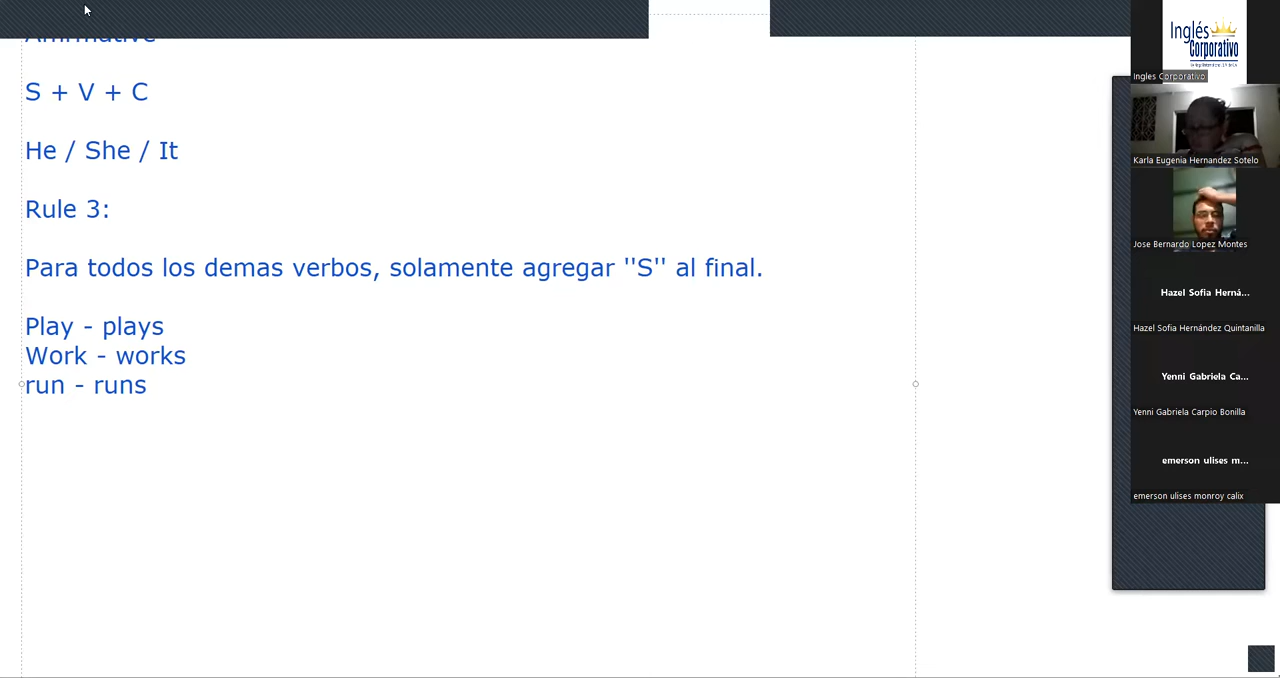 Affirmative
S + V + C
He / She / It
Rule 3:
Para todos los demas verbos, solamente agregar ''S'' al final.
Play - plays
Work - works
run - runs
Inglés
Corporativo
Ingles Corporativo
Karla Eugenia Hernandez Sotelo
Jose Bernardo Lopez Montes
Hazel Sofia Herná...
Hazel Sofia Hernández Quintanilla
Yenni Gabriela Ca...
Yenni Gabriela Carpio Bonilla
emerson ulises m...
emerson ulises monroy calix